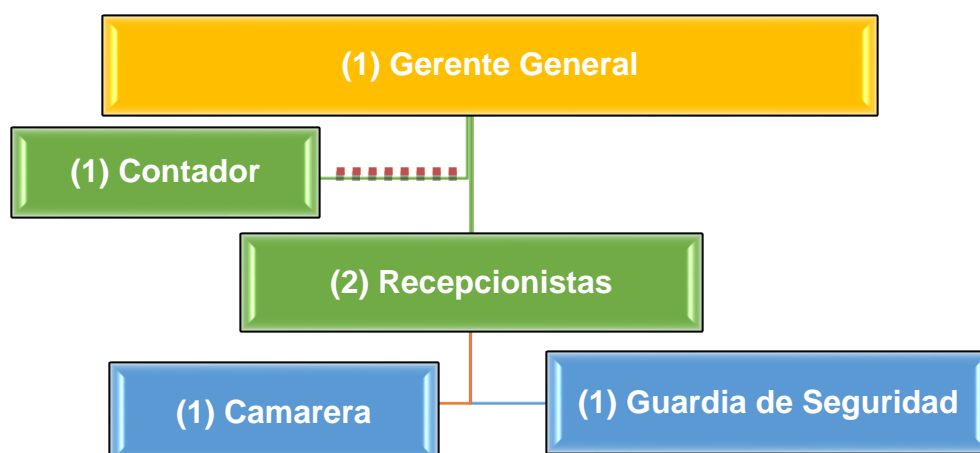 (1) Gerente General
(1) Contador
(2) Recepcionistas
(1) Camarera
(1) Guardia de Seguridad